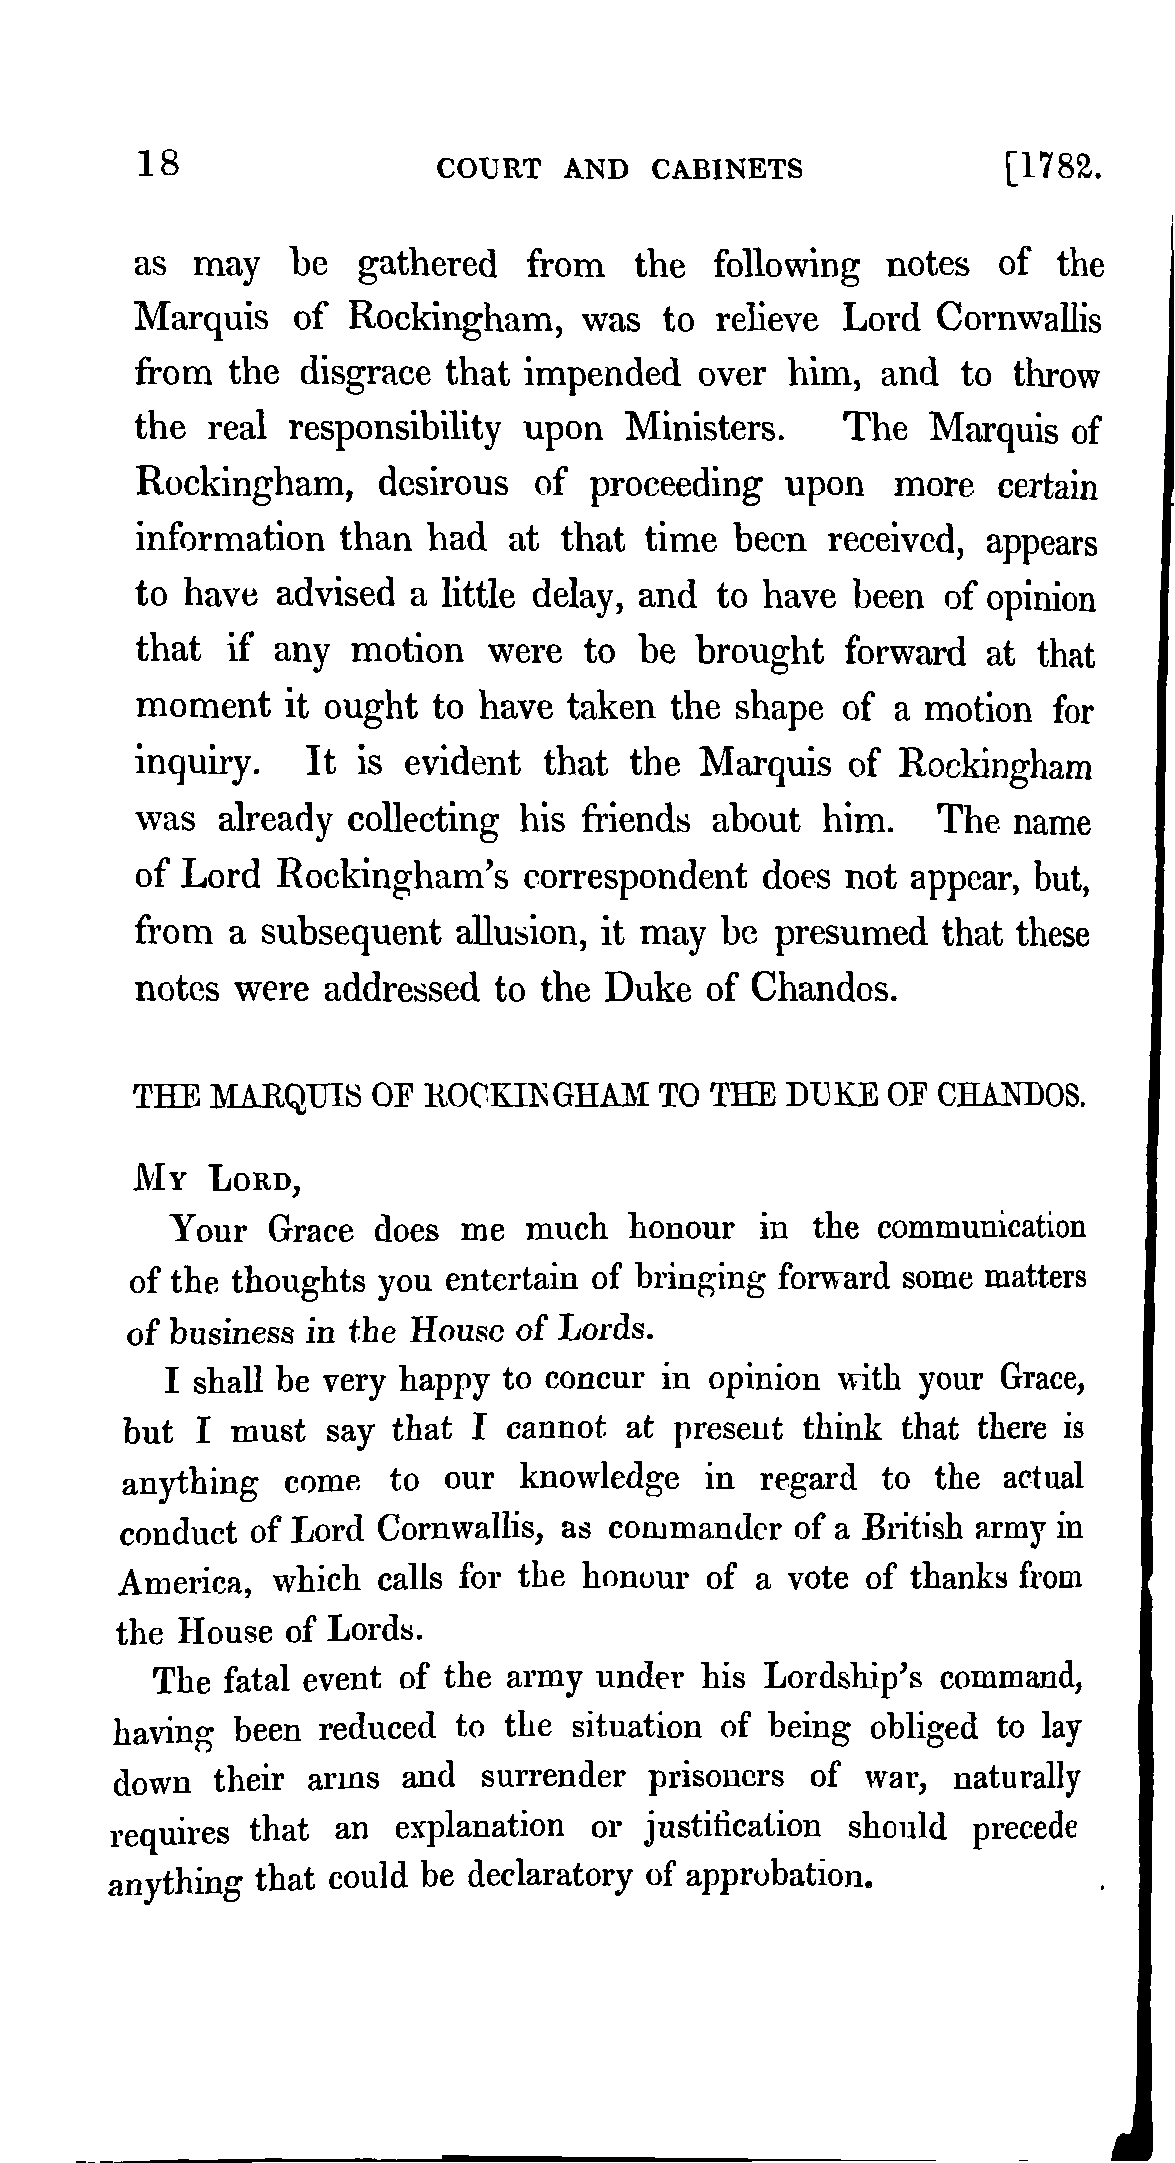 18 COURT AND CABINETS [1782.
as may be gathered from the following notes of the
Marquis of Rockingham, was to relieve Lord Cornwallis
from the disgrace that impended over him, and to throw
the real responsibility upon Ministers. The Marquis of
Rockingham, desirous of proceeding upon more certain
information than had at that time been received, appears
to have advised a little delay, and to have been of opinion
that if any motion were to be brought forward at that
moment it ought to have taken the shape of a motion for
inquiry. It is evident that the Marquis of Rockingham
was already collecting his friends about him. The name
of Lord Rockingham's correspondent does not appear, but,
from a subsequent allusion, it may be presumed that these
notes were addressed to the Duke of Chandos.
THE MARQUIS OF ROCKINGHAM TO THE DUKE OF CHANDOS.
MY LORD,
Your Grace does me much honour in the communication
of the thoughts you entertain of bringing forward some matters
of business in the House of Lords.
I shall be very happy to concur in opinion with your Grace,
but I must say that I cannot at present think that there is
anything come to our knowledge in regard to the actual
conduct of Lord Cornwallis, as commander of a British army in
America, which calls for the honour of a vote of thanks from
the House of Lords.
The fatal event of the army under his Lordship's command,
having been reduced to the situation of being obliged to lay
down their arms and surrender prisoners of war, naturally
requires that an explanation or justification should precede
anything that could be declaratory of approbation.